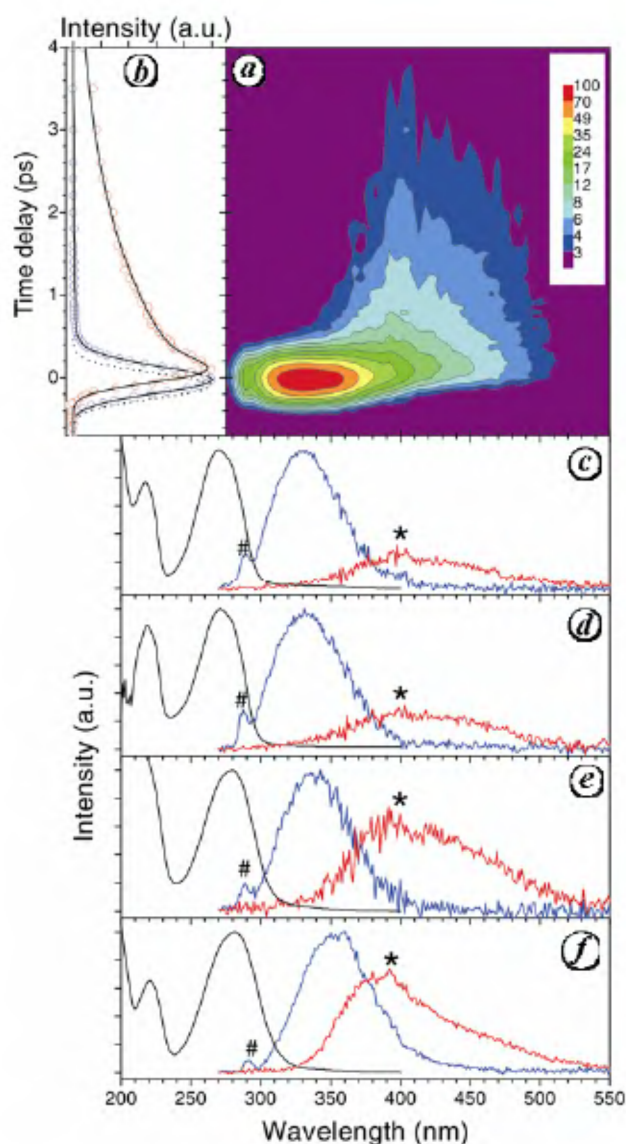 Intensity (a.u.)
b
a
4
3
2
1
0
Time delay (ps)
100
70
49
35
24
17
12
8
6
4
3
c
#
*
d
#
*
e
#
*
f
#
*
Intensity (a.u.)
200 250 300 350 400 450 500 550
Wavelength (nm)